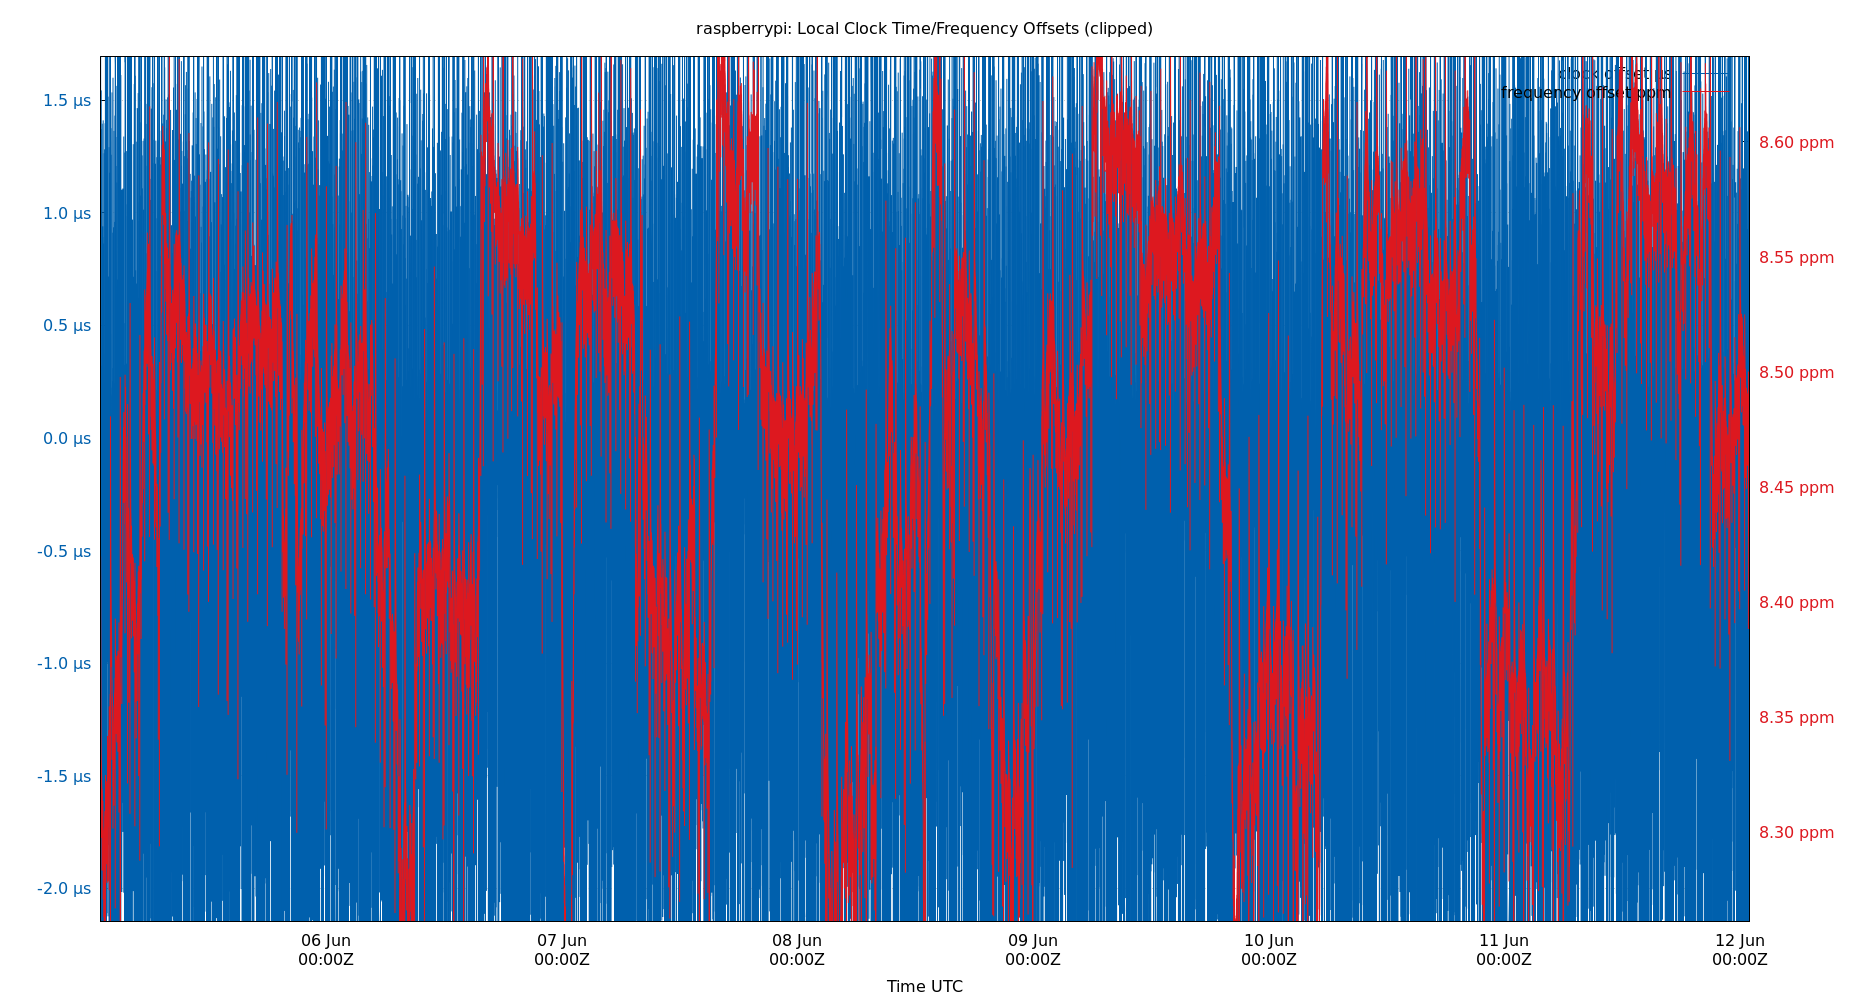 raspberrypi: Local Clock Time/Frequency Offsets (clipped)
clock offset µs
frequency offset ppm
1.5 µs
1.0 µs
0.5 µs
0.0 µs
-0.5 µs
-1.0 µs
-1.5 µs
-2.0 µs
8.60 ppm
8.55 ppm
8.50 ppm
8.45 ppm
8.40 ppm
8.35 ppm
8.30 ppm
06 Jun
00:00Z
07 Jun
00:00Z
08 Jun
00:00Z
09 Jun
00:00Z
10 Jun
00:00Z
11 Jun
00:00Z
12 Jun
00:00Z
Time UTC